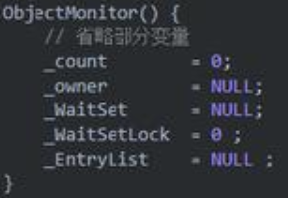 ObjectMonitor() {
// 省略部分变量
_count = 0;
_owner = NULL;
_WaitSet = NULL;
_WaitSetLock = 0 ;
_EntryList = NULL ;
}